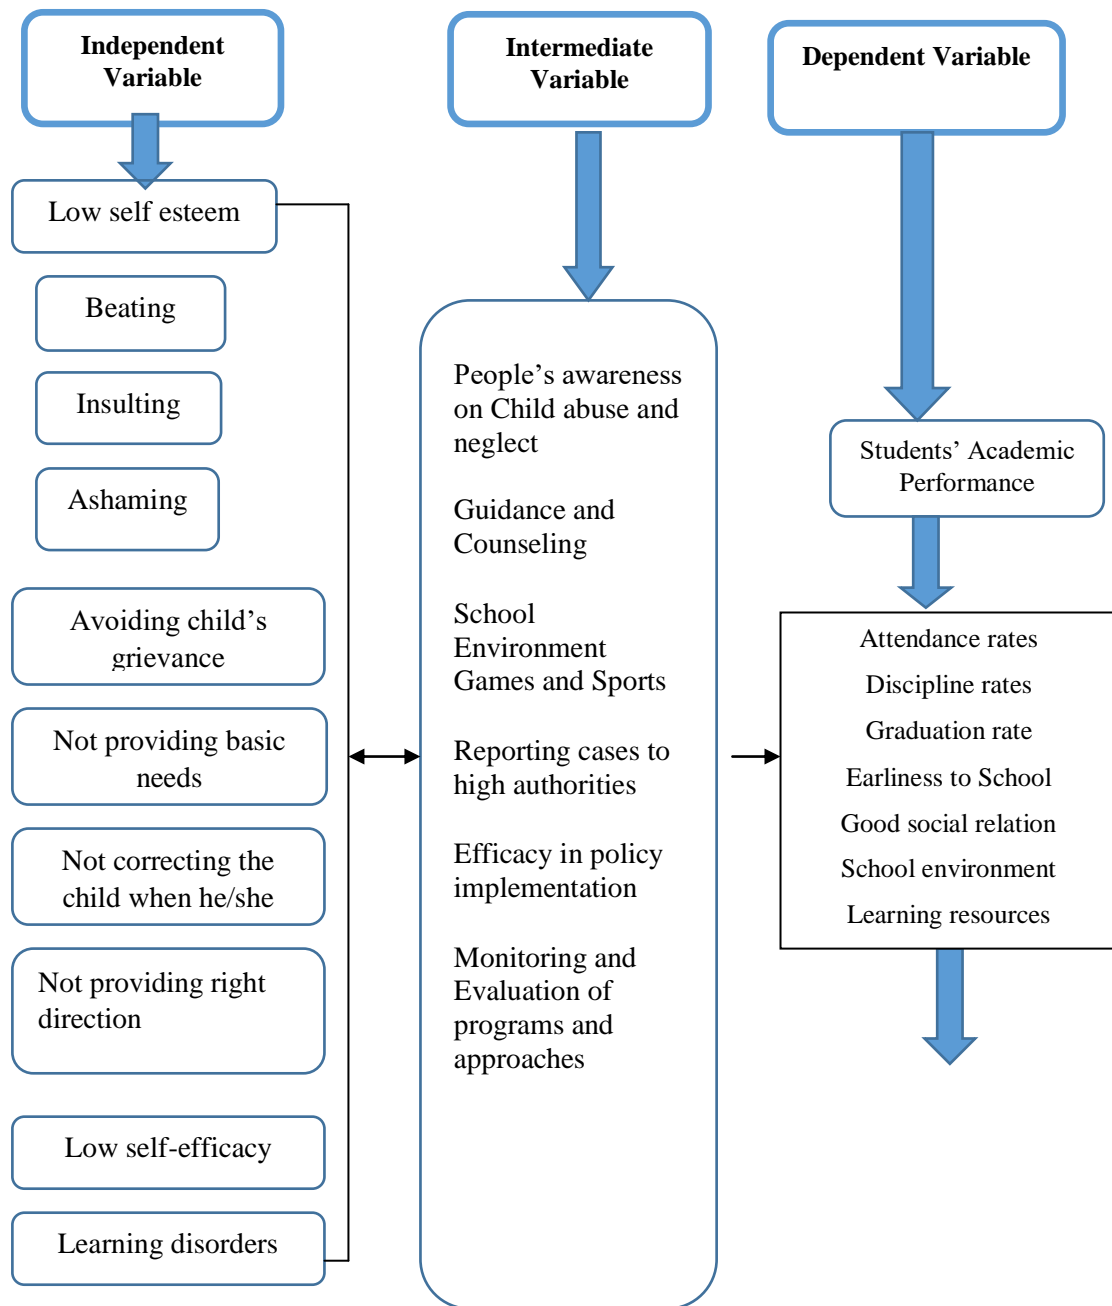 Independent
Variable
Intermediate
Variable
Dependent Variable
Low self esteem
Beating
Insulting
Ashaming
Avoiding child’s
grievance
Not providing basic
needs
Not correcting the
child when he/she
Not providing right
direction
Low self-efficacy
Learning disorders
People’s awareness
on Child abuse and
neglect
Guidance and
Counseling
School
Environment
Games and Sports
Reporting cases to
high authorities
Efficacy in policy
implementation
Monitoring and
Evaluation of
programs and
approaches
Students’ Academic
Performance
Attendance rates
Discipline rates
Graduation rate
Earliness to School
Good social relation
School environment
Learning resources